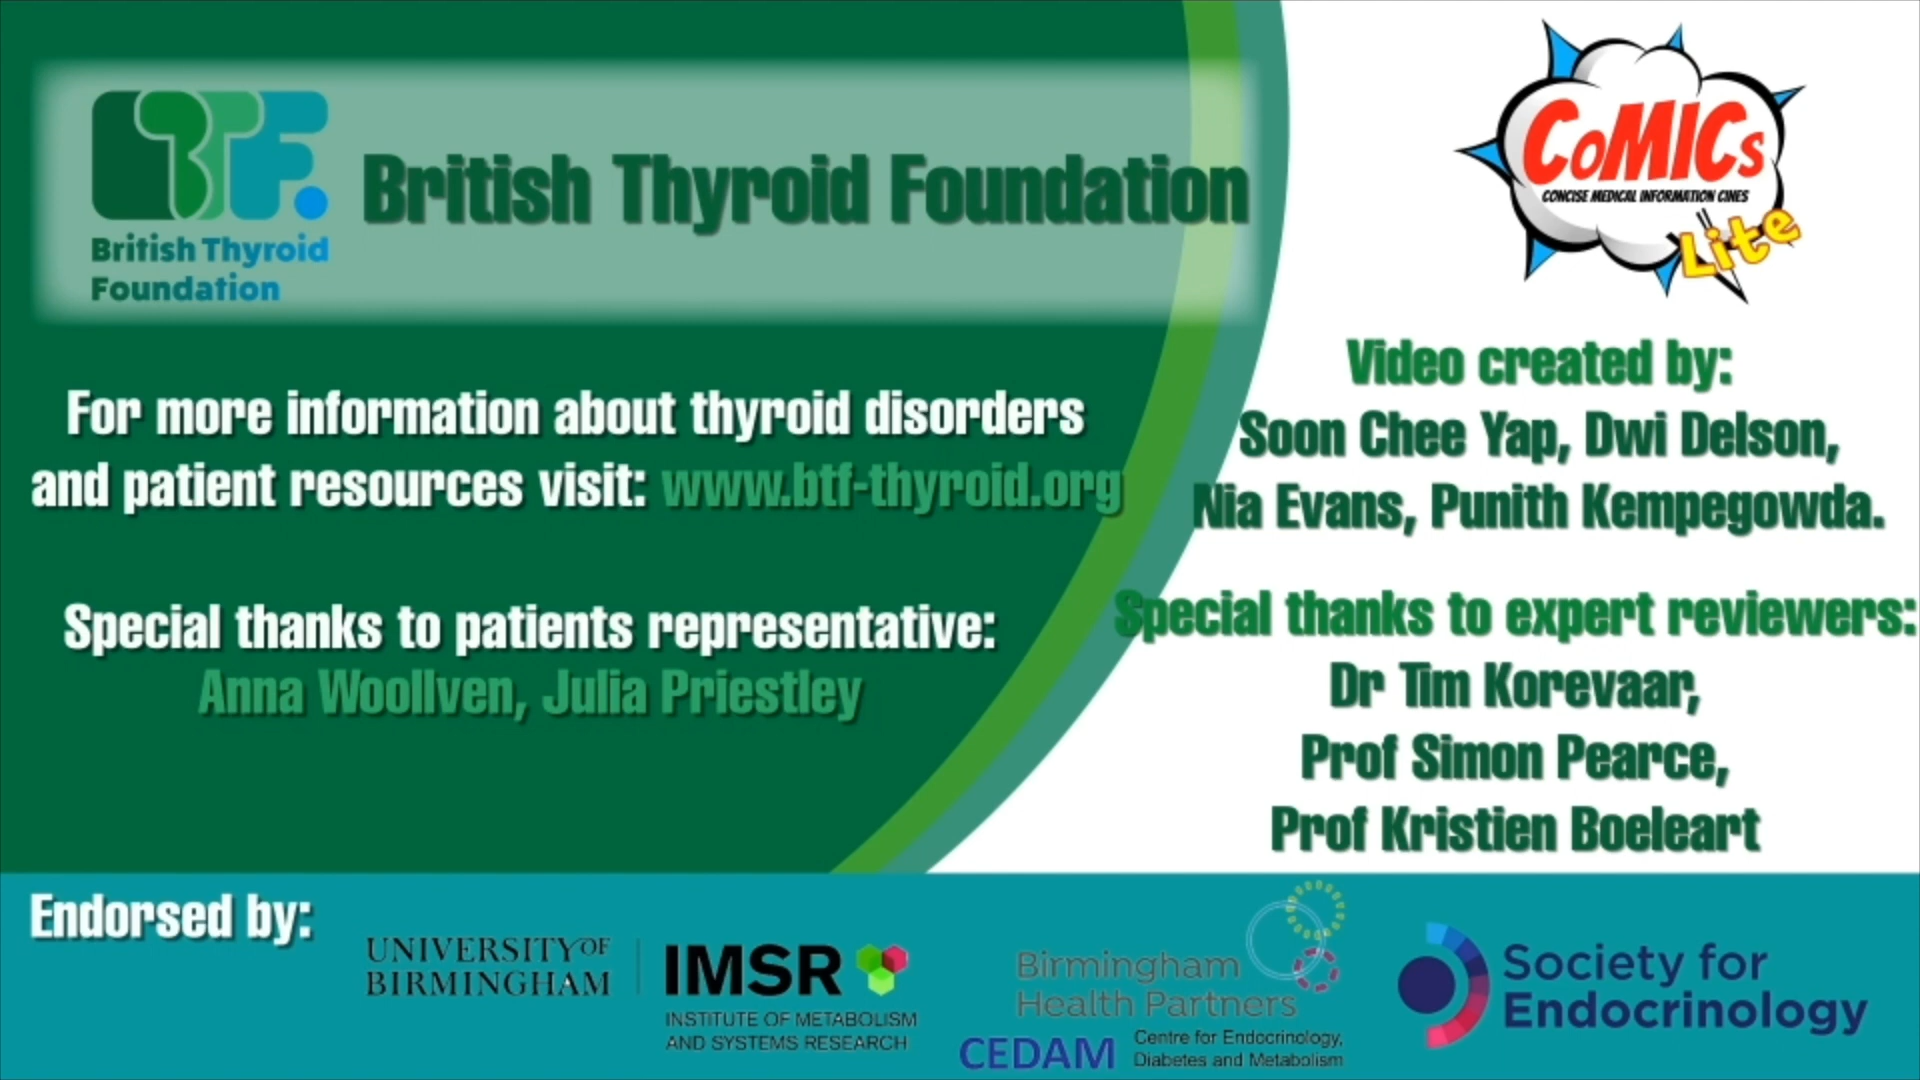 BTF.
British Thyroid
Foundation
British Thyroid Foundation
For more information about thyroid disorders
and patient resources visit: www.btf-thyroid.org
Special thanks to patients representative:
Anna Woollven, Julia Priestley
CoMICs
CONCISE MEDICAL INFORMATION CINES
Lite
Video created by:
Soon Chee Yap, Dwi Delson,
Nia Evans, Punith Kempegowda.
Special thanks to expert reviewers:
Dr Tim Korevaar,
Prof Simon Pearce,
Prof Kristien Boeleart
Endorsed by:
UNIVERSITY OF
BIRMINGHAM
IMSR
INSTITUTE OF METABOLISM
AND SYSTEMS RESEARCH
Birmingham
Health Partners
CEDAM
Centre for Endocrinology,
Diabetes and Metabolism
Society for
Endocrinology